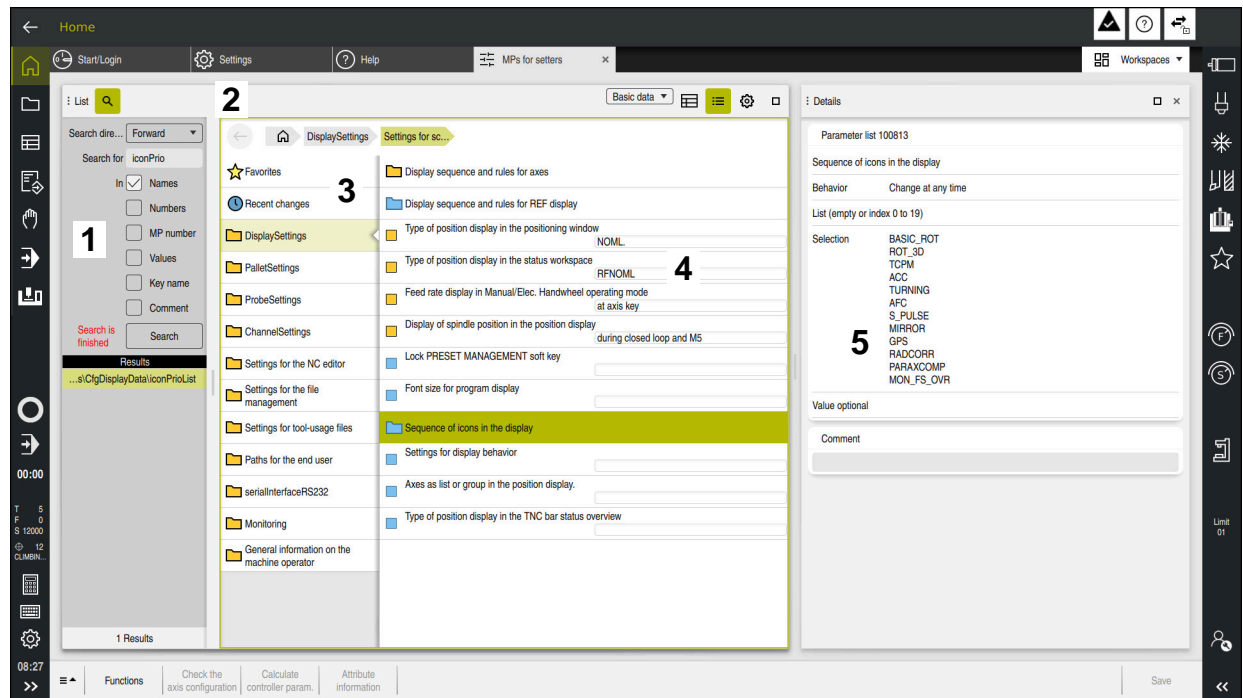 Home
Start/Login
Settings
Help
MPs for setters
Workspaces
List
2
Basic data
Details
Search dire...
Forward
Search for
iconPrio
In
Names
Numbers
1
MP number
Values
Key name
Comment
Search is
finished
Search
Results
...s\CfgDisplayData\iconPrioList
1 Results
DisplaySettings
Settings for sc...
Favorites
Recent changes
3
DisplaySettings
PalletSettings
ProbeSettings
ChannelSettings
Settings for the NC editor
Settings for the file
management
Settings for tool-usage files
Paths for the end user
serialInterfaceRS232
Monitoring
General information on the
machine operator
Display sequence and rules for axes
Display sequence and rules for REF display
Type of position display in the positioning window
NOML.
Type of position display in the status workspace
RFNOML
4
Feed rate display in Manual/Elec. Handwheel operating mode
at axis key
Display of spindle position in the position display
during closed loop and M5
Lock PRESET MANAGEMENT soft key
Font size for program display
Sequence of icons in the display
Settings for display behavior
Axes as list or group in the position display.
Type of position display in the TNC bar status overview
Parameter list 100813
Sequence of icons in the display
Behavior
Change at any time
List (empty or index 0 to 19)
Selection
BASIC_ROT
ROT_3D
TCPM
ACC
TURNING
AFC
S_PULSE
MIRROR
GPS
RADCORR
PARAXCOMP
MON_FS_OVR
5
Value optional
Comment
00:00
T 5
F 0
S 12000
12
CLIMBIN...
08:27
F
S
Limit
01
Functions
Check the
axis configuration
Calculate
controller param.
Attribute
information
Save